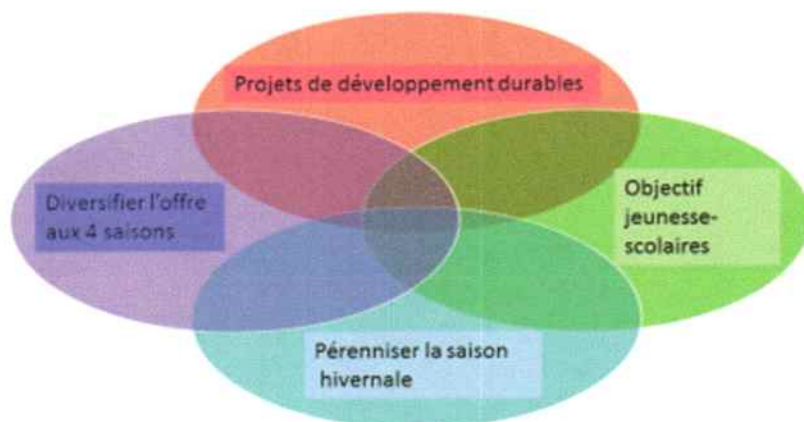 Projets de développement durables
Diversifier l'offre
aux 4 saisons
Objectif
jeunesse-
scolaires
Pérenniser la saison
hivernale